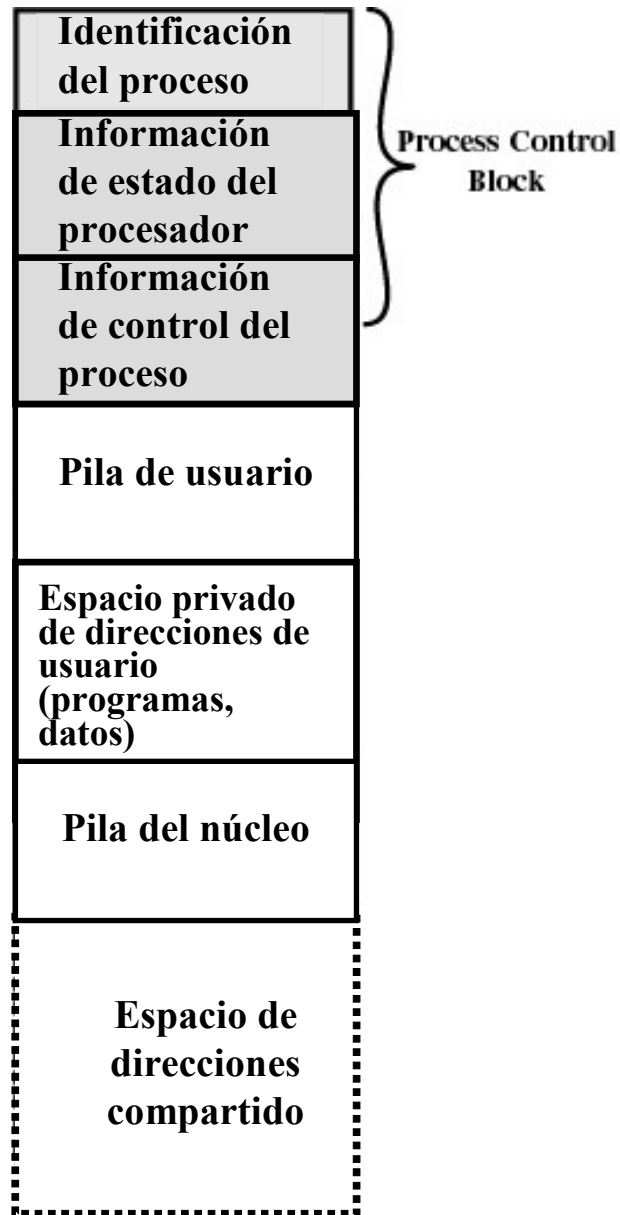 Identificación
del proceso
Información
de estado del
procesador
Información
de control del
proceso
Process Control
Block
Pila de usuario
Espacio privado
de direcciones de
usuario
(programas,
datos)
Pila del núcleo
Espacio de
direcciones
compartido